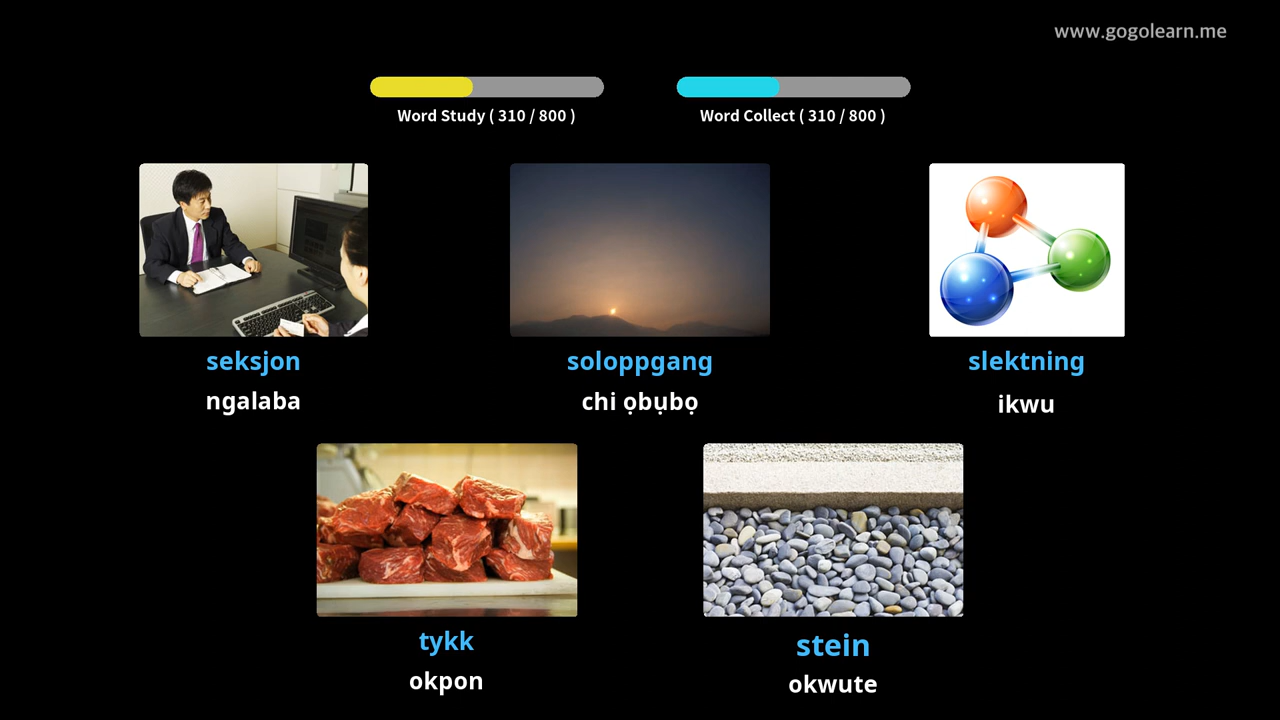 www.gogolearn.me
Word Study ( 310 / 800 )
Word Collect ( 310 / 800 )
seksjon
ngalaba
soloppgang
chi ọbụbọ
slektning
ikwu
tykk
okpon
stein
okwute